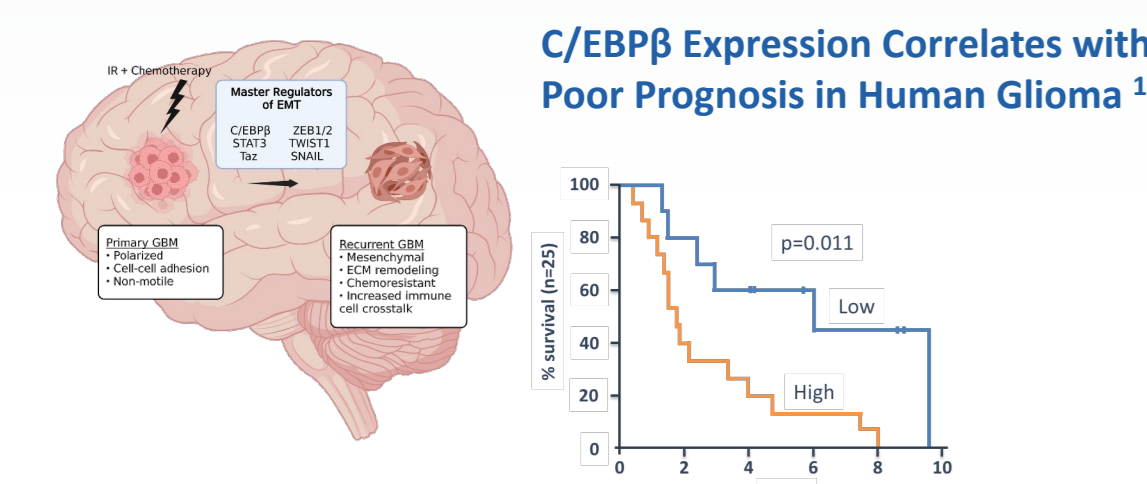 C/EBPβ Expression Correlates with
Poor Prognosis in Human Glioma 1
IR + Chemotherapy
Master Regulators
of EMT
C/EBPβ ZEB1/2
STAT3 TWIST1
Taz SNAIL
Primary GBM
• Polarized
• Cell-cell adhesion
• Non-motile
Recurrent GBM
• Mesenchymal
• ECM remodeling
• Chemoresistant
• Increased immune
cell crosstalk
% survival (n=25)
100
80
60
40
20
0
p=0.011
Low
High
0 2 4 6 8 10